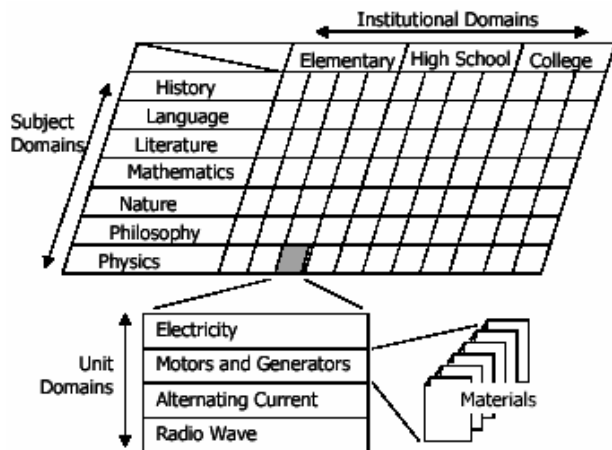 Institutional Domains
Elementary High School College
History
Language
Literature
Mathematics
Nature
Philosophy
Physics
Subject
Domains
Electricity
Motors and Generators
Alternating Current
Radio Wave
Unit
Domains
Materials